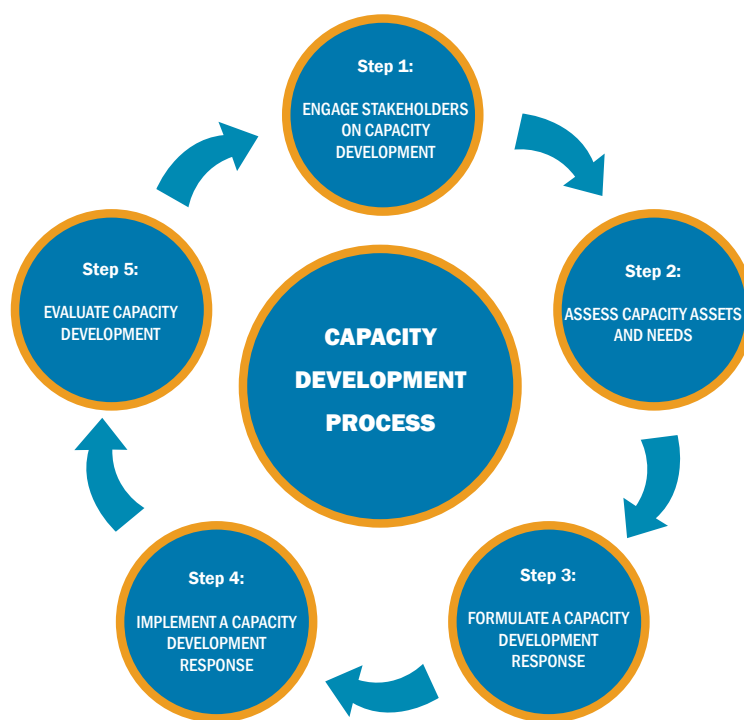 Step 1:
ENGAGE STAKEHOLDERS
ON CAPACITY
DEVELOPMENT
Step 2:
ASSESS CAPACITY ASSETS
AND NEEDS
Step 3:
FORMULATE A CAPACITY
DEVELOPMENT
RESPONSE
Step 4:
IMPLEMENT A CAPACITY
DEVELOPMENT
RESPONSE
Step 5:
EVALUATE CAPACITY
DEVELOPMENT
CAPACITY
DEVELOPMENT
PROCESS